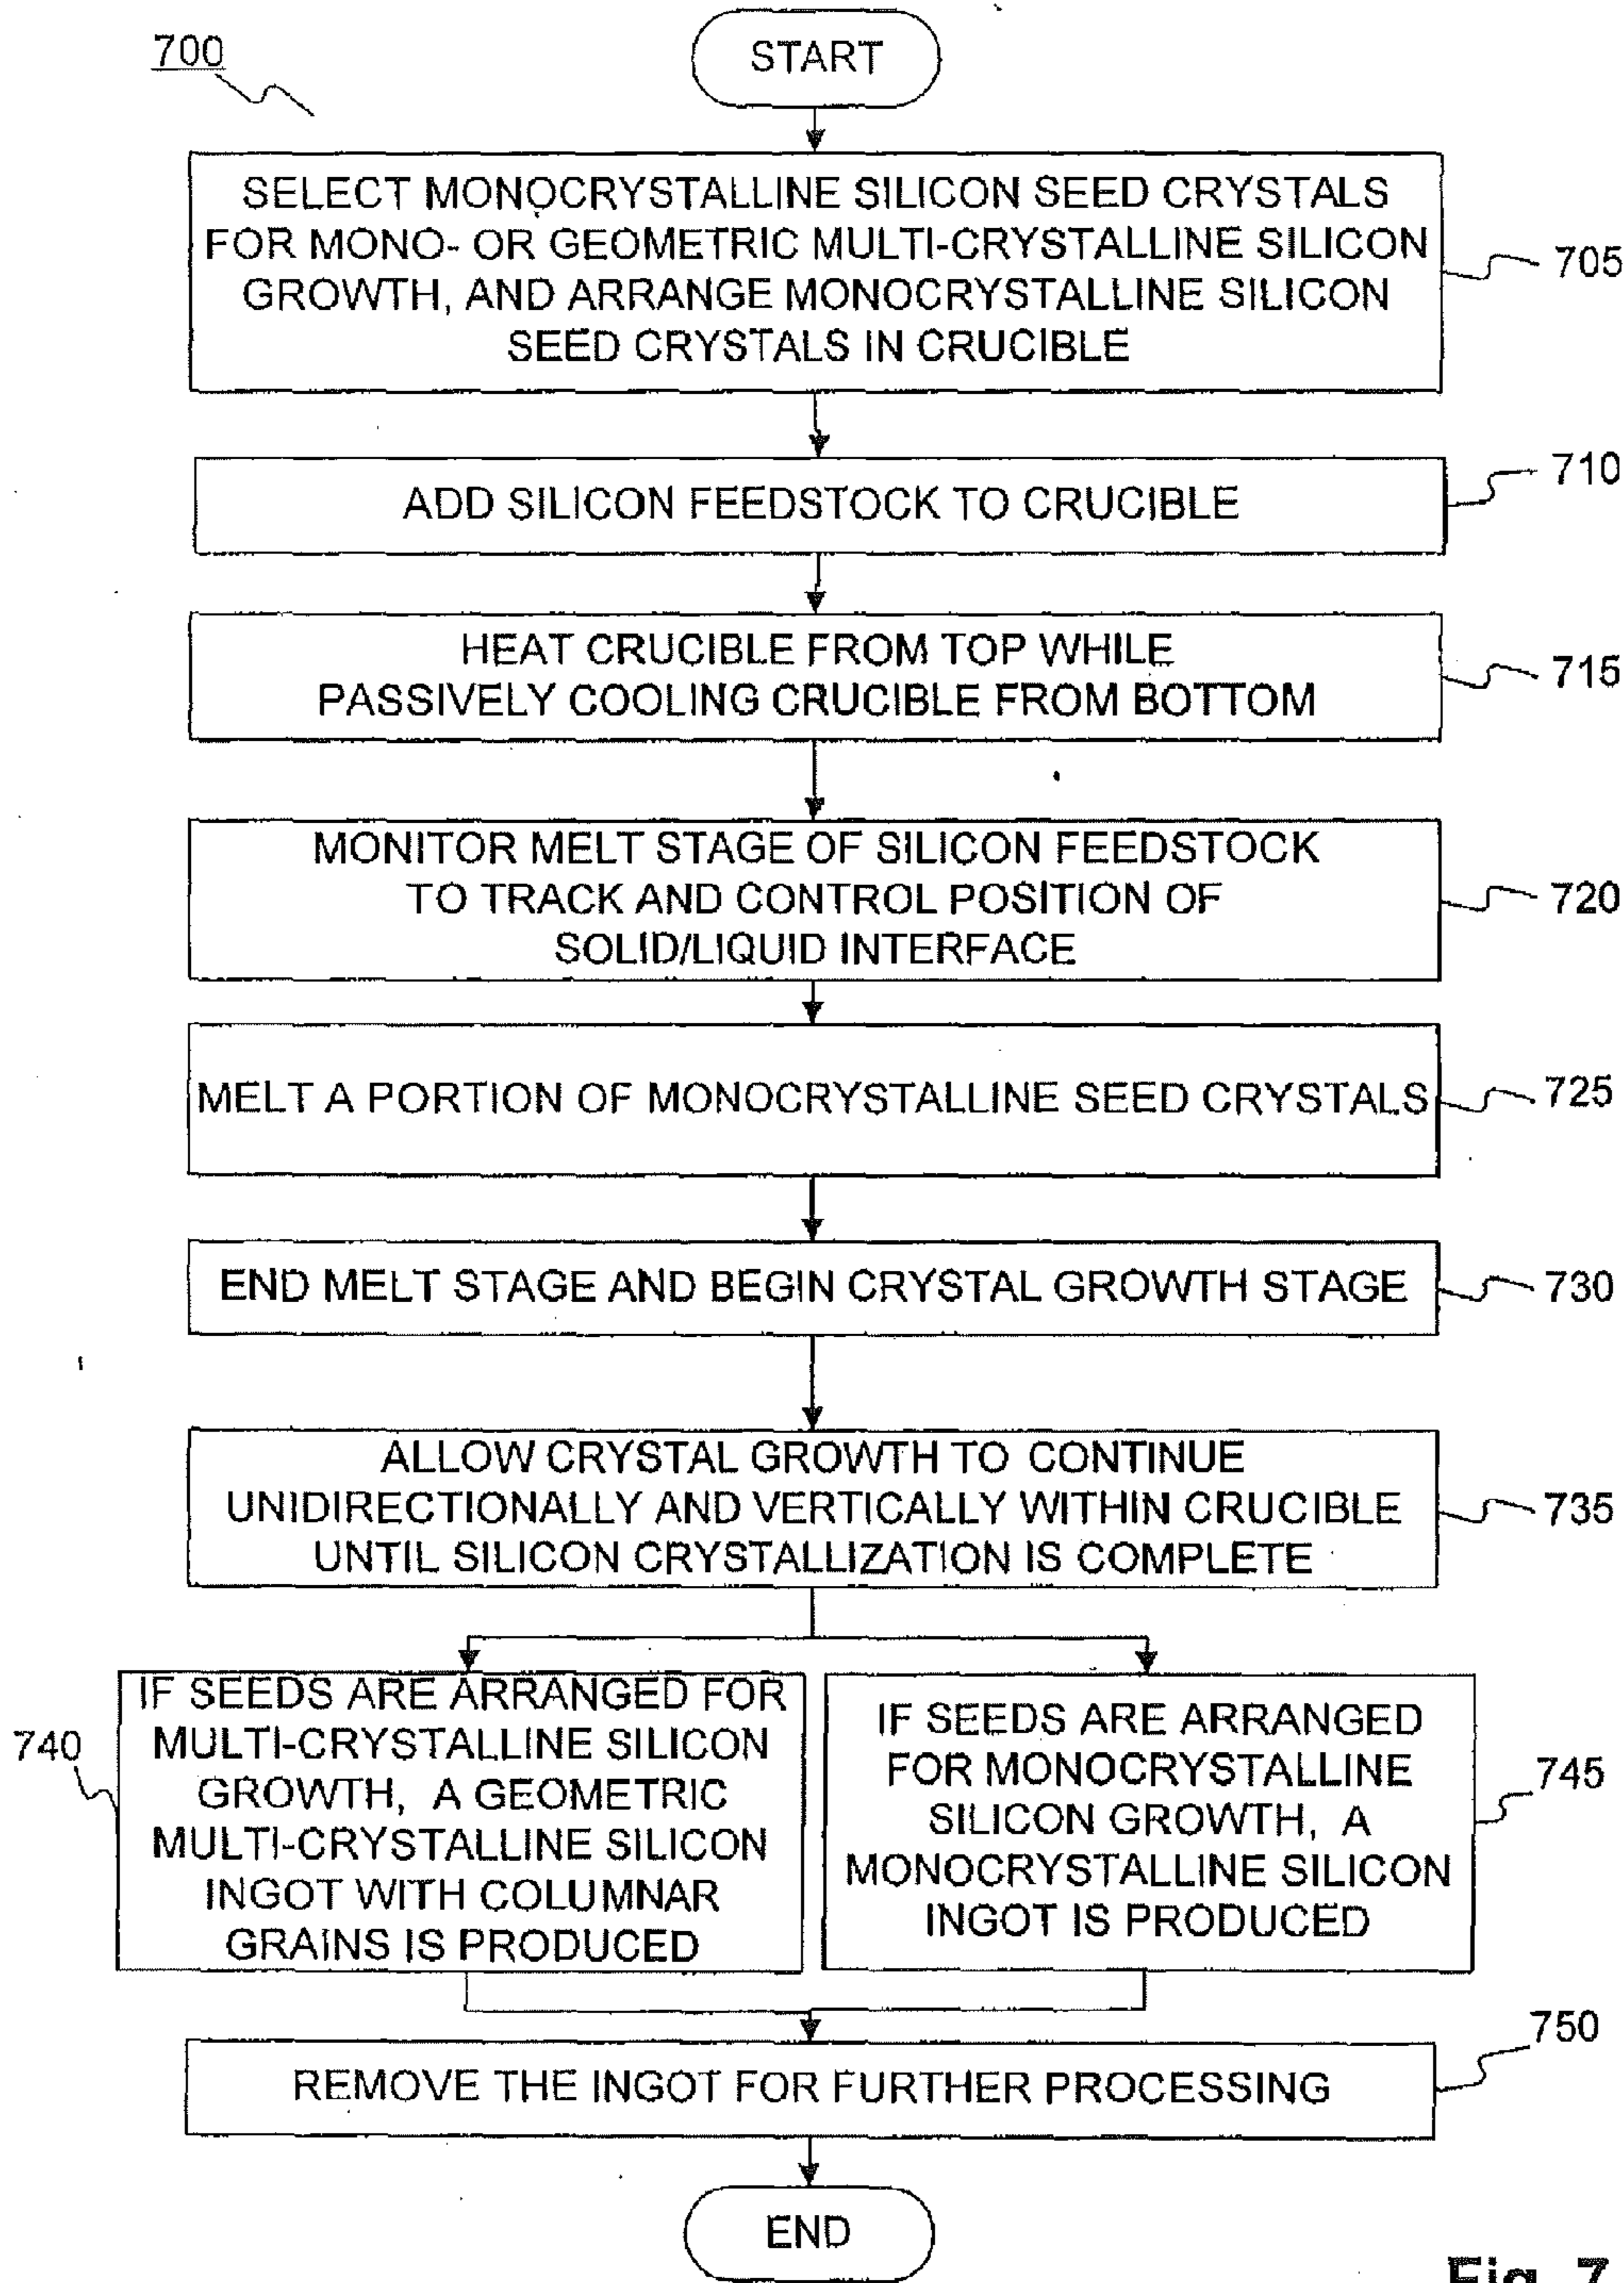 700
START
SELECT MONOCRYSTALLINE SILICON SEED CRYSTALS
FOR MONO- OR GEOMETRIC MULTI-CRYSTALLINE SILICON
GROWTH, AND ARRANGE MONOCRYSTALLINE SILICON
SEED CRYSTALS IN CRUCIBLE
705
ADD SILICON FEEDSTOCK TO CRUCIBLE
710
HEAT CRUCIBLE FROM TOP WHILE
PASSIVELY COOLING CRUCIBLE FROM BOTTOM
715
MONITOR MELT STAGE OF SILICON FEEDSTOCK
TO TRACK AND CONTROL POSITION OF
SOLID/LIQUID INTERFACE
720
MELT A PORTION OF MONOCRYSTALLINE SEED CRYSTALS
725
END MELT STAGE AND BEGIN CRYSTAL GROWTH STAGE
730
ALLOW CRYSTAL GROWTH TO CONTINUE
UNIDIRECTIONALLY AND VERTICALLY WITHIN CRUCIBLE
UNTIL SILICON CRYSTALLIZATION IS COMPLETE
735
740
IF SEEDS ARE ARRANGED FOR
MULTI-CRYSTALLINE SILICON
GROWTH, A GEOMETRIC
MULTI-CRYSTALLINE SILICON
INGOT WITH COLUMNAR
GRAINS IS PRODUCED
IF SEEDS ARE ARRANGED
FOR MONOCRYSTALLINE
SILICON GROWTH, A
MONOCRYSTALLINE SILICON
INGOT IS PRODUCED
745
REMOVE THE INGOT FOR FURTHER PROCESSING
750
END
Fig. 7